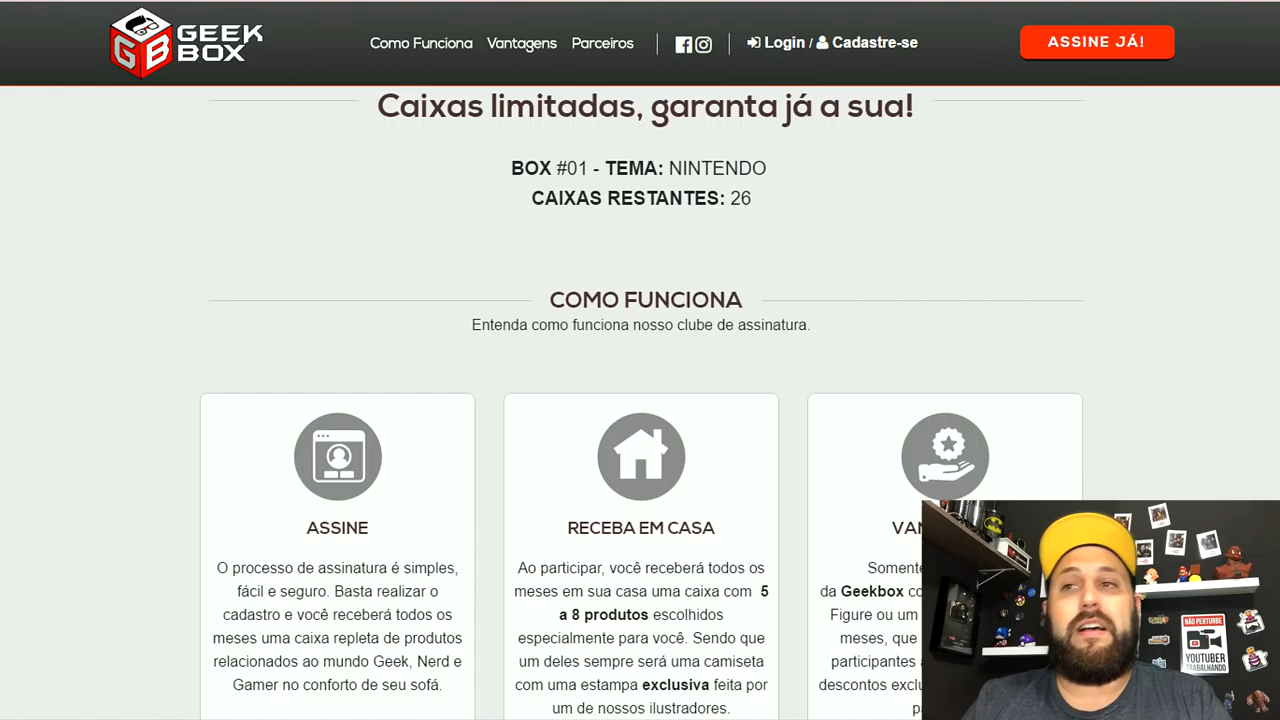 GEEK
BOX
GB
Como Funciona Vantagens Parceiros Login / Cadastre-se ASSINE JÁ!
Caixas limitadas, garanta já a sua!
BOX #01 - TEMA: NINTENDO
CAIXAS RESTANTES: 26
COMO FUNCIONA
Entenda como funciona nosso clube de assinatura.
ASSINE
O processo de assinatura é simples,
fácil e seguro. Basta realizar o
cadastro e você receberá todos os
meses uma caixa repleta de produtos
relacionados ao mundo Geek, Nerd e
Gamer no conforto de seu sofá.
RECEBA EM CASA
Ao participar, você receberá todos os
meses em sua casa uma caixa com 5
a 8 produtos escolhidos
especialmente para você. Sendo que
um deles sempre será uma camiseta
com uma estampa exclusiva feita por
um de nossos ilustradores.
VAN
Somente
da Geekbox co
Figure ou um
meses, que
participantes a
descontos exclu
pa
NÃO PERTURBE
YOUTUBER
TRABALHANDO